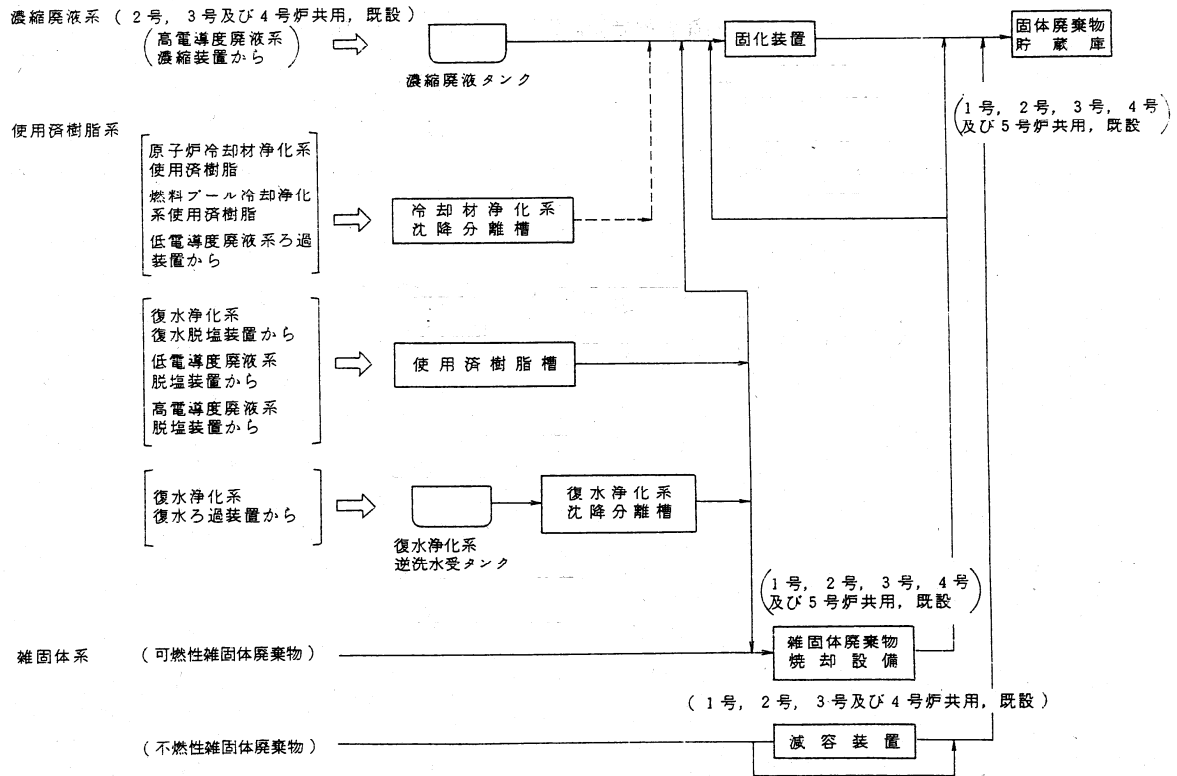 濃縮廃液系 ( 2号, 3号及び4号炉共用, 既設 )
(高電導度廃液系
濃縮装置から)
濃縮廃液タンク
固化装置
固体廃棄物
貯蔵庫
(1号, 2号, 3号, 4号
及び5号炉共用, 既設)
使用済樹脂系
原子炉冷却材浄化系
使用済樹脂
燃料プール冷却浄化
系使用済樹脂
低電導度廃液系ろ過
装置から
冷却材浄化系
沈降分離槽
復水浄化系
復水脱塩装置から
低電導度廃液系
脱塩装置から
高電導度廃液系
脱塩装置から
使用済樹脂槽
復水浄化系
復水ろ過装置から
復水浄化系
逆洗水受タンク
復水浄化系
沈降分離槽
(1号, 2号, 3号, 4号
及び5号炉共用, 既設)
雑固体系
(可燃性雑固体廃棄物)
雑固体廃棄物
焼却設備
( 1号, 2号, 3号及び4号炉共用, 既設 )
(不燃性雑固体廃棄物)
減容装置